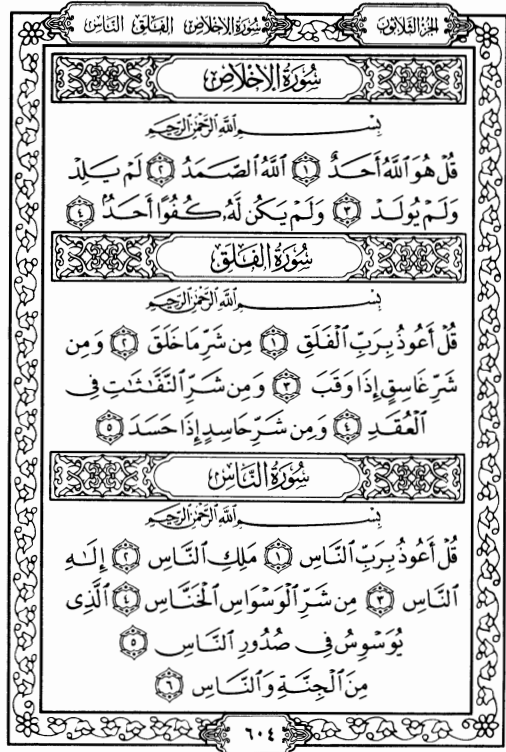 الجزء الثلاثون
سورة الإخلاص الفلق الناس
سُورَةُ الإِخْلَاصِ
بِسْمِ اللَّهِ الرَّحْمَٰنِ الرَّحِيمِ
قُلْ هُوَ اللَّهُ أَحَدٌ ١ اللَّهُ الصَّمَدُ ٢ لَمْ يَلِدْ
وَلَمْ يُولَدْ ٣ وَلَمْ يَكُن لَّهُ كُفُوًا أَحَدٌ ٤
سُورَةُ الفَلَقِ
بِسْمِ اللَّهِ الرَّحْمَٰنِ الرَّحِيمِ
قُلْ أَعُوذُ بِرَبِّ الْفَلَقِ ١ مِن شَرِّ مَا خَلَقَ ٢ وَمِن
شَرِّ غَاسِقٍ إِذَا وَقَبَ ٣ وَمِن شَرِّ النَّفَّٰثَٰتِ فِي
الْعُقَدِ ٤ وَمِن شَرِّ حَاسِدٍ إِذَا حَسَدَ ٥
سُورَةُ النَّاسِ
بِسْمِ اللَّهِ الرَّحْمَٰنِ الرَّحِيمِ
قُلْ أَعُوذُ بِرَبِّ النَّاسِ ١ مَلِكِ النَّاسِ ٢ إِلَٰهِ
النَّاسِ ٣ مِن شَرِّ الْوَسْوَاسِ الْخَنَّاسِ ٤ الَّذِي
يُوَسْوِسُ فِي صُدُورِ النَّاسِ ٥
مِنَ الْجِنَّةِ وَالنَّاسِ ٦
٦٠٤